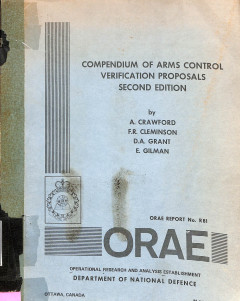 COMPENDIUM OF ARMS CONTROL
VERIFICATION PROPOSALS
SECOND EDITION
by
A. CRAWFORD
F.R. CLEMINSON
D.A. GRANT
E. GILMAN
ORAE REPORT No. R81
ORAE
OPERATIONAL RESEARCH AND ANALYSIS ESTABLISHMENT
DEPARTMENT OF NATIONAL DEFENCE
OTTAWA, CANADA